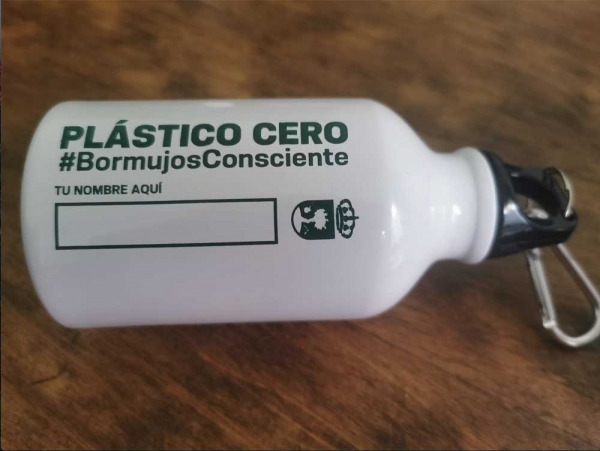 PLÁSTICO CERO
#BormujosConsciente
TU NOMBRE AQUÍ